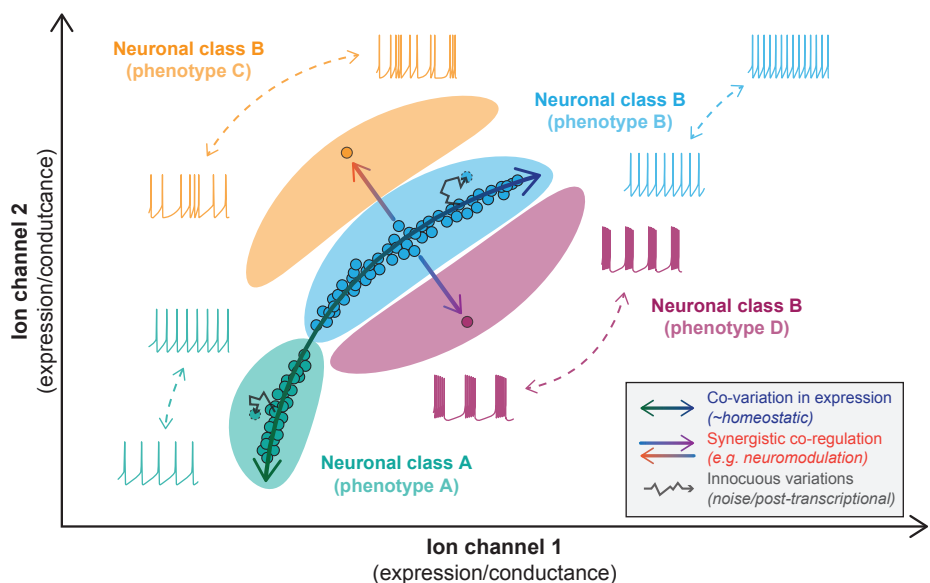 Neuronal class B
(phenotype C)
Neuronal class B
(phenotype B)
Neuronal class B
(phenotype D)
Neuronal class A
(phenotype A)
Ion channel 2
(expression/condutcance)
Ion channel 1
(expression/conductance)
Co-variation in expression
(~homeostatic)
Synergistic co-regulation
(e.g. neuromodulation)
Innocuous variations
(noise/post-transcriptional)